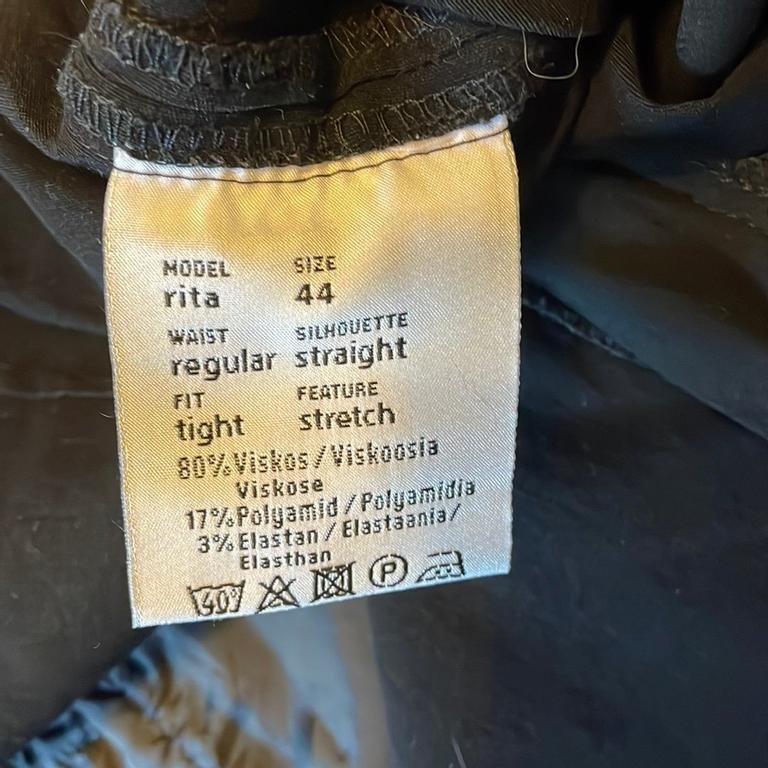 MODEL SIZE
rita 44
WAIST SILHOUETTE
regular straight
FIT FEATURE
tight stretch
80% Viskos / Viskoosia
Viskose
17% Polyamid / Polyamidia
3% Elastan / Elastaania /
Elasthan
40° P